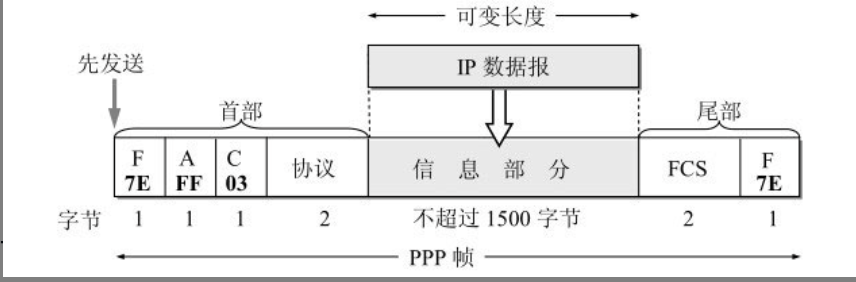 可变长度
先发送
IP 数据报
首部
尾部
F A C 协议 信息部分 FCS F
7E FF 03 7E
字节 1 1 1 2 不超过 1500 字节 2 1
PPP 帧